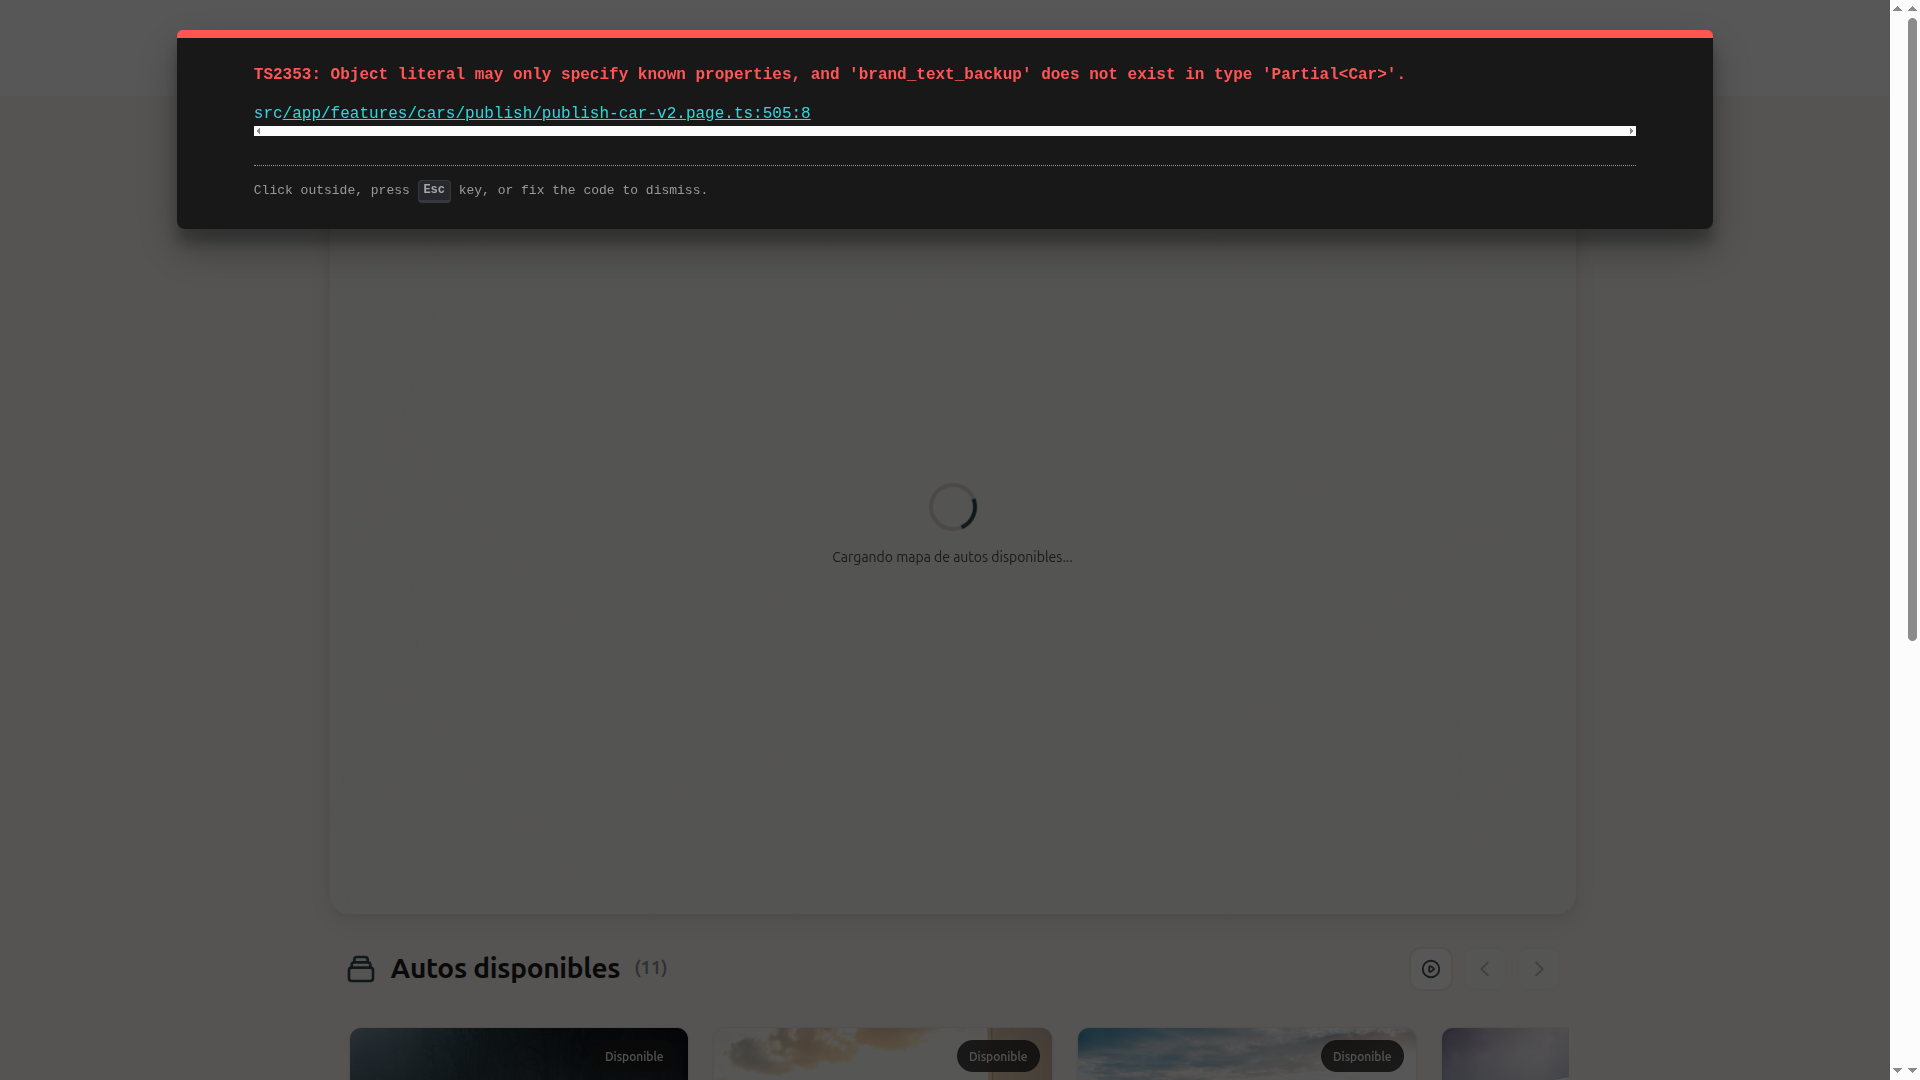 TS2353: Object literal may only specify known properties, and 'brand_text_backup' does not exist in type 'Partial<Car>'.
src/app/features/cars/publish/publish-car-v2.page.ts:505:8
Click outside, press Esc key, or fix the code to dismiss.
Cargando mapa de autos disponibles...
Autos disponibles (11)
Disponible
Disponible
Disponible